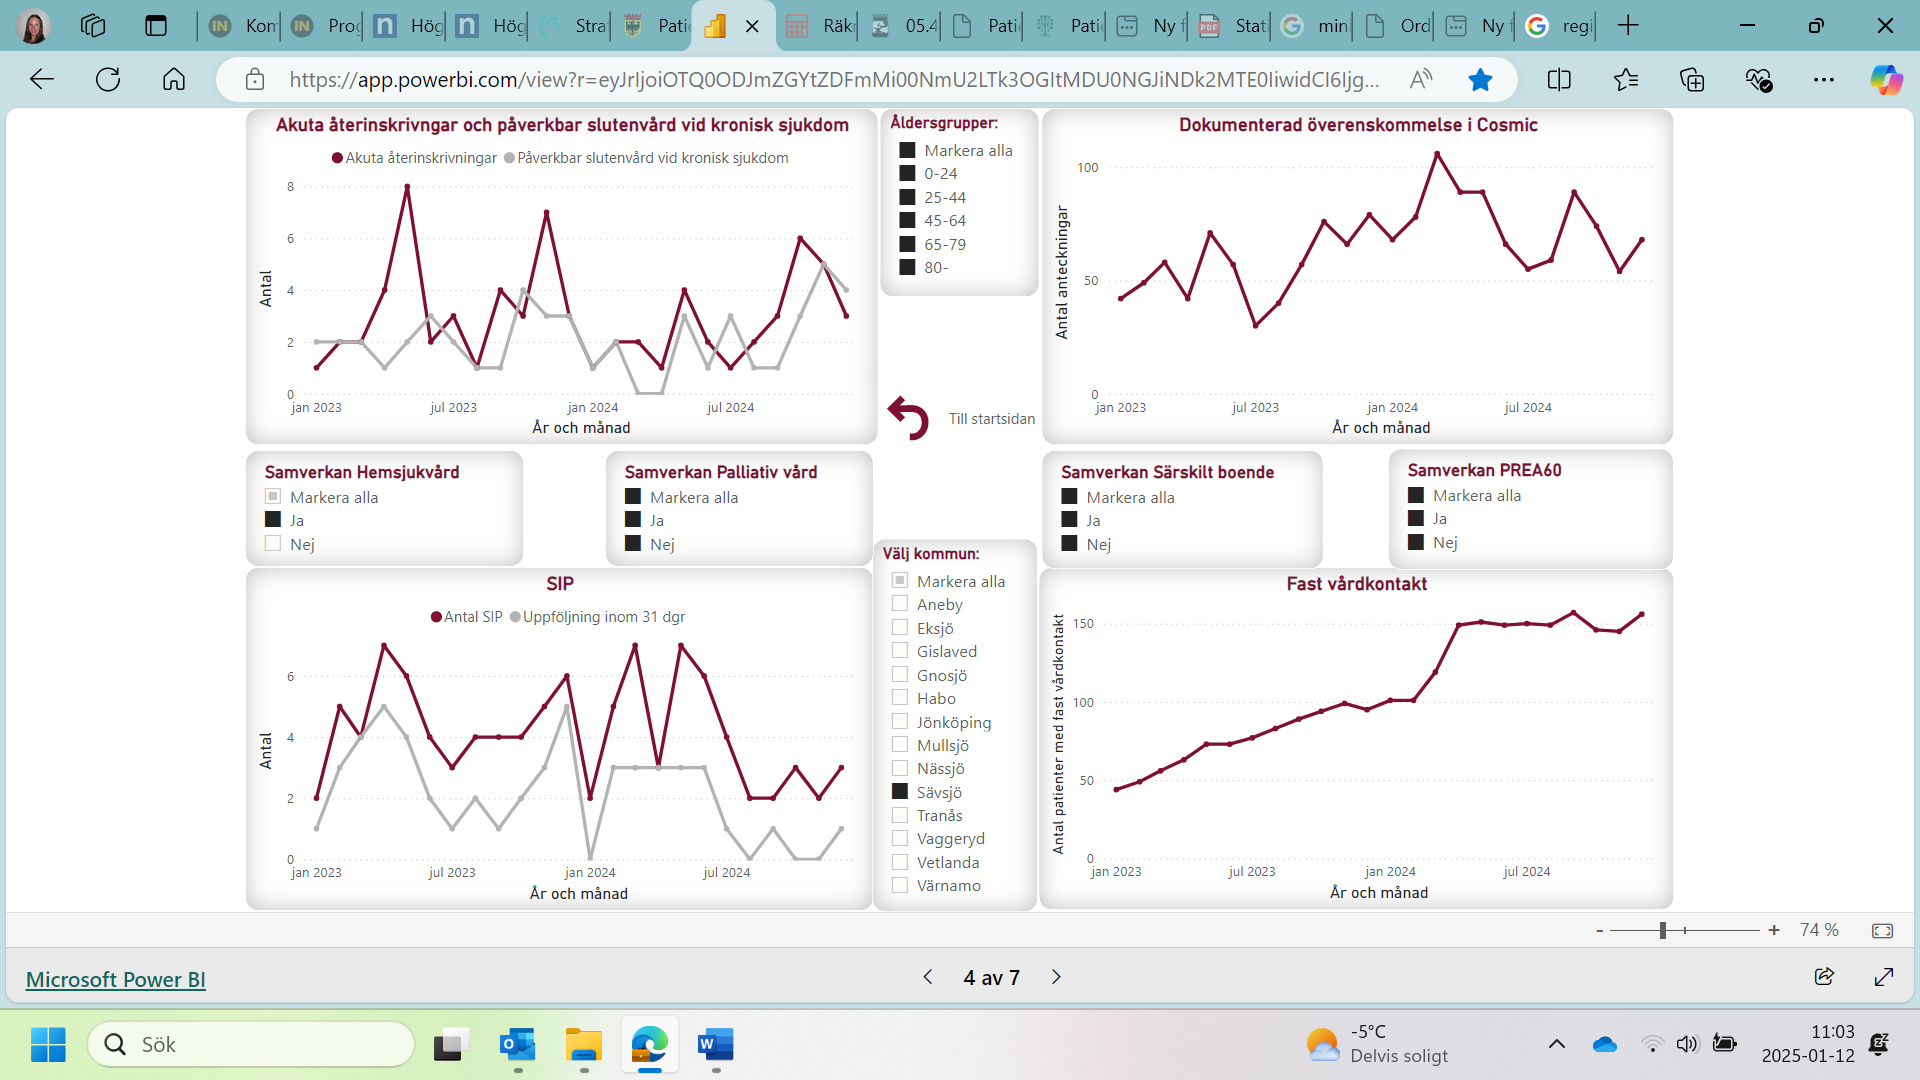 Kom
Prog
Hög
Hög
Stra
Patie
Räkr
05.4
Patie
Patie
Ny f
Stati
min
Ord
Ny f
regi
https://app.powerbi.com/view?r=
Akuta återinskrivngar och påverkbar slutenvård vid kronisk sjukdom
Akuta återinskrivningar Påverkbar slutenvård vid kronisk sjukdom
Antal
8
6
4
2
0
jan 2023 jul 2023 jan 2024 jul 2024
År och månad
Åldersgrupper:
Markera alla
0-24
25-44
45-64
65-79
80-
Till startsidan
Dokumenterad överenskommelse i Cosmic
Antal anteckningar
100
50
0
jan 2023 jul 2023 jan 2024 jul 2024
År och månad
Samverkan Hemsjukvård
Markera alla
Ja
Nej
Samverkan Palliativ vård
Markera alla
Ja
Nej
Samverkan Särskilt boende
Markera alla
Ja
Nej
Samverkan PREA60
Markera alla
Ja
Nej
SIP
Antal SIP Uppföljning inom 31 dgr
Antal
6
4
2
0
jan 2023 jul 2023 jan 2024 jul 2024
År och månad
Välj kommun:
Markera alla
Aneby
Eksjö
Gislaved
Gnosjö
Habo
Jönköping
Mullsjö
Nässjö
Sävsjö
Tranås
Vaggeryd
Vetlanda
Värnamo
Fast vårdkontakt
Antal patienter med fast vårdkontakt
150
100
50
0
jan 2023 jul 2023 jan 2024 jul 2024
År och månad
- + 74 %
Microsoft Power BI
4 av 7
Sök
-5°C
Delvis soligt
11:03
2025-01-12